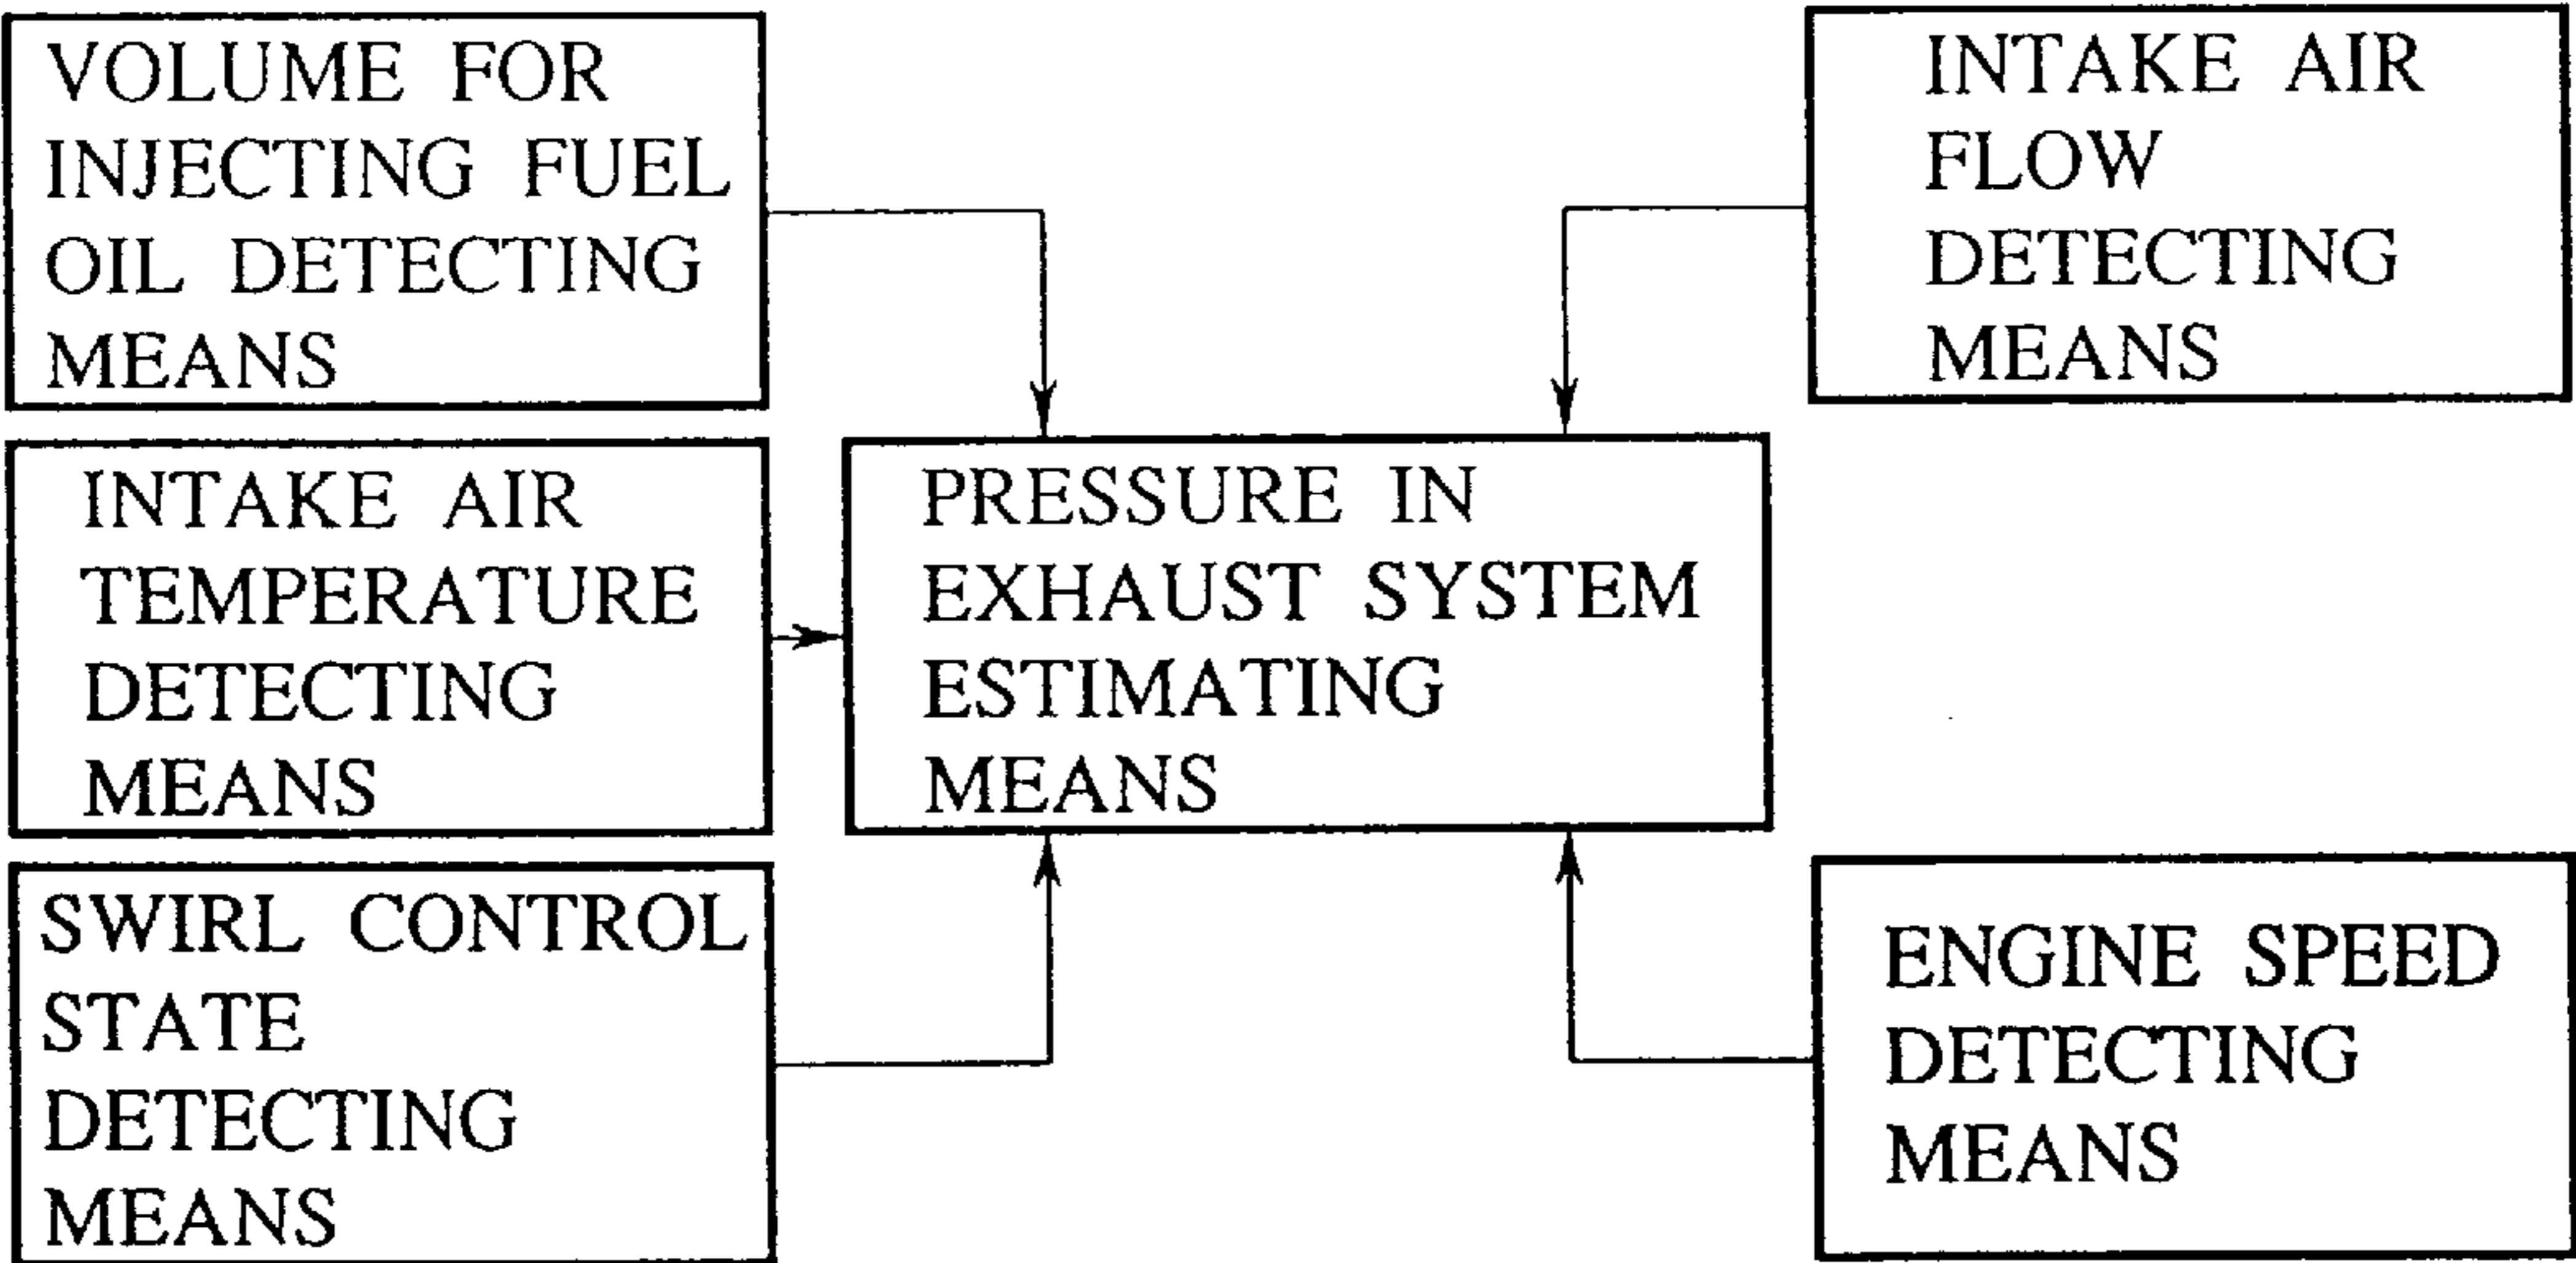 VOLUME FOR
INJECTING FUEL
OIL DETECTING
MEANS
INTAKE AIR
FLOW
DETECTING
MEANS
INTAKE AIR
TEMPERATURE
DETECTING
MEANS
PRESSURE IN
EXHAUST SYSTEM
ESTIMATING
MEANS
SWIRL CONTROL
STATE
DETECTING
MEANS
ENGINE SPEED
DETECTING
MEANS